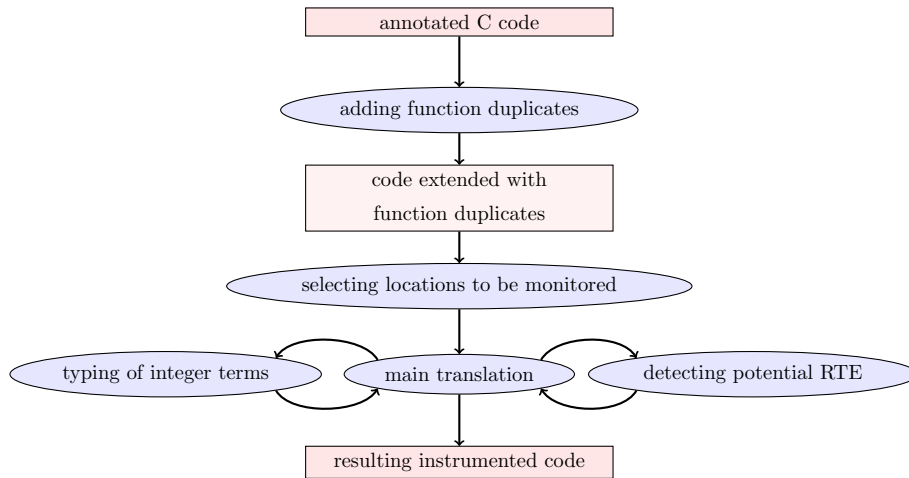 annotated C code
adding function duplicates
code extended with
function duplicates
selecting locations to be monitored
typing of integer terms
main translation
detecting potential RTE
resulting instrumented code